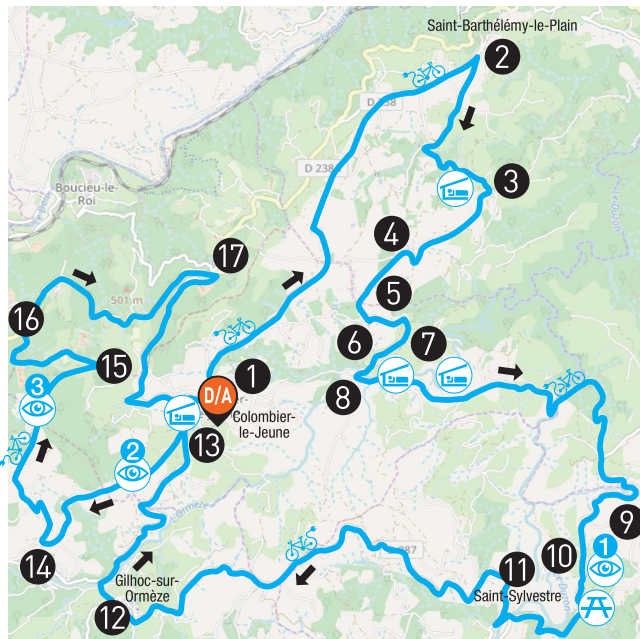 Saint-Barthélémy-le-Plain
2
D 238
3
D 238
Boucieu-le-
Roi
4
17
501 m
5
16
6
7
15
1
8
3
D/A
Colombier-
le-Jeune
13
2
L'Ormèze
9
14
10
1
11
Gilhoc-sur-
Ormèze
Saint-Sylvestre
12